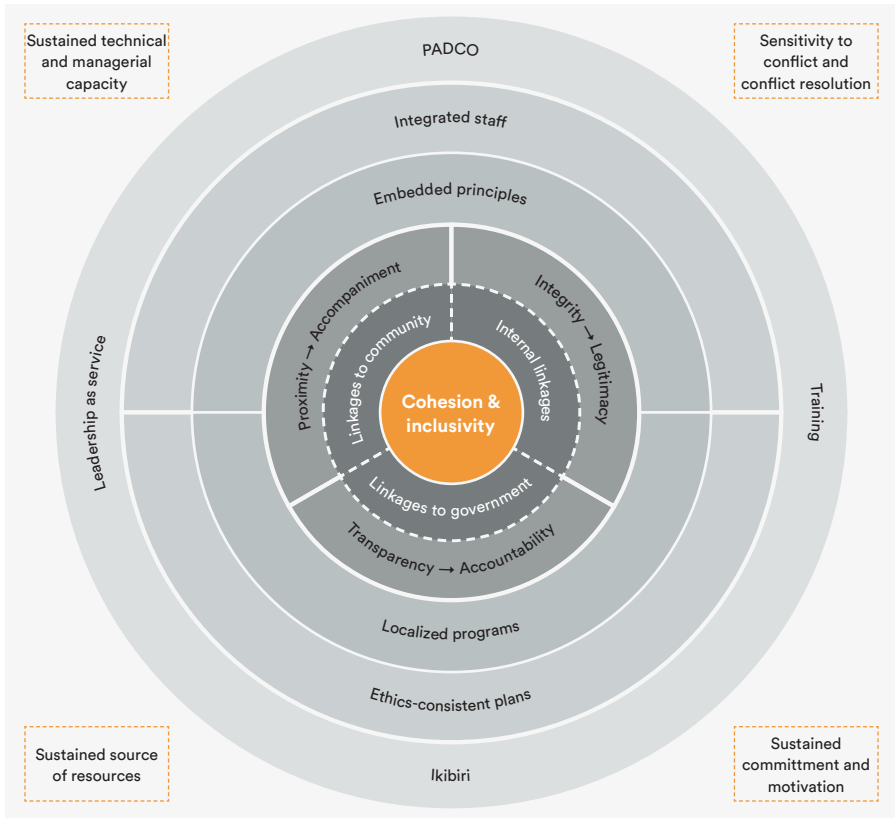 Sustained technical
and managerial
capacity
PADCO
Sensitivity to
conflict and
conflict resolution
Integrated staff
Embedded principles
Proximity → Accompaniment
Integrity → Legitimacy
Linkages to community
Internal linkages
Cohesion &
inclusivity
Leadership as service
Training
Linkages to government
Transparency → Accountability
Localized programs
Ethics-consistent plans
Sustained source
of resources
Ikibiri
Sustained
committment and
motivation